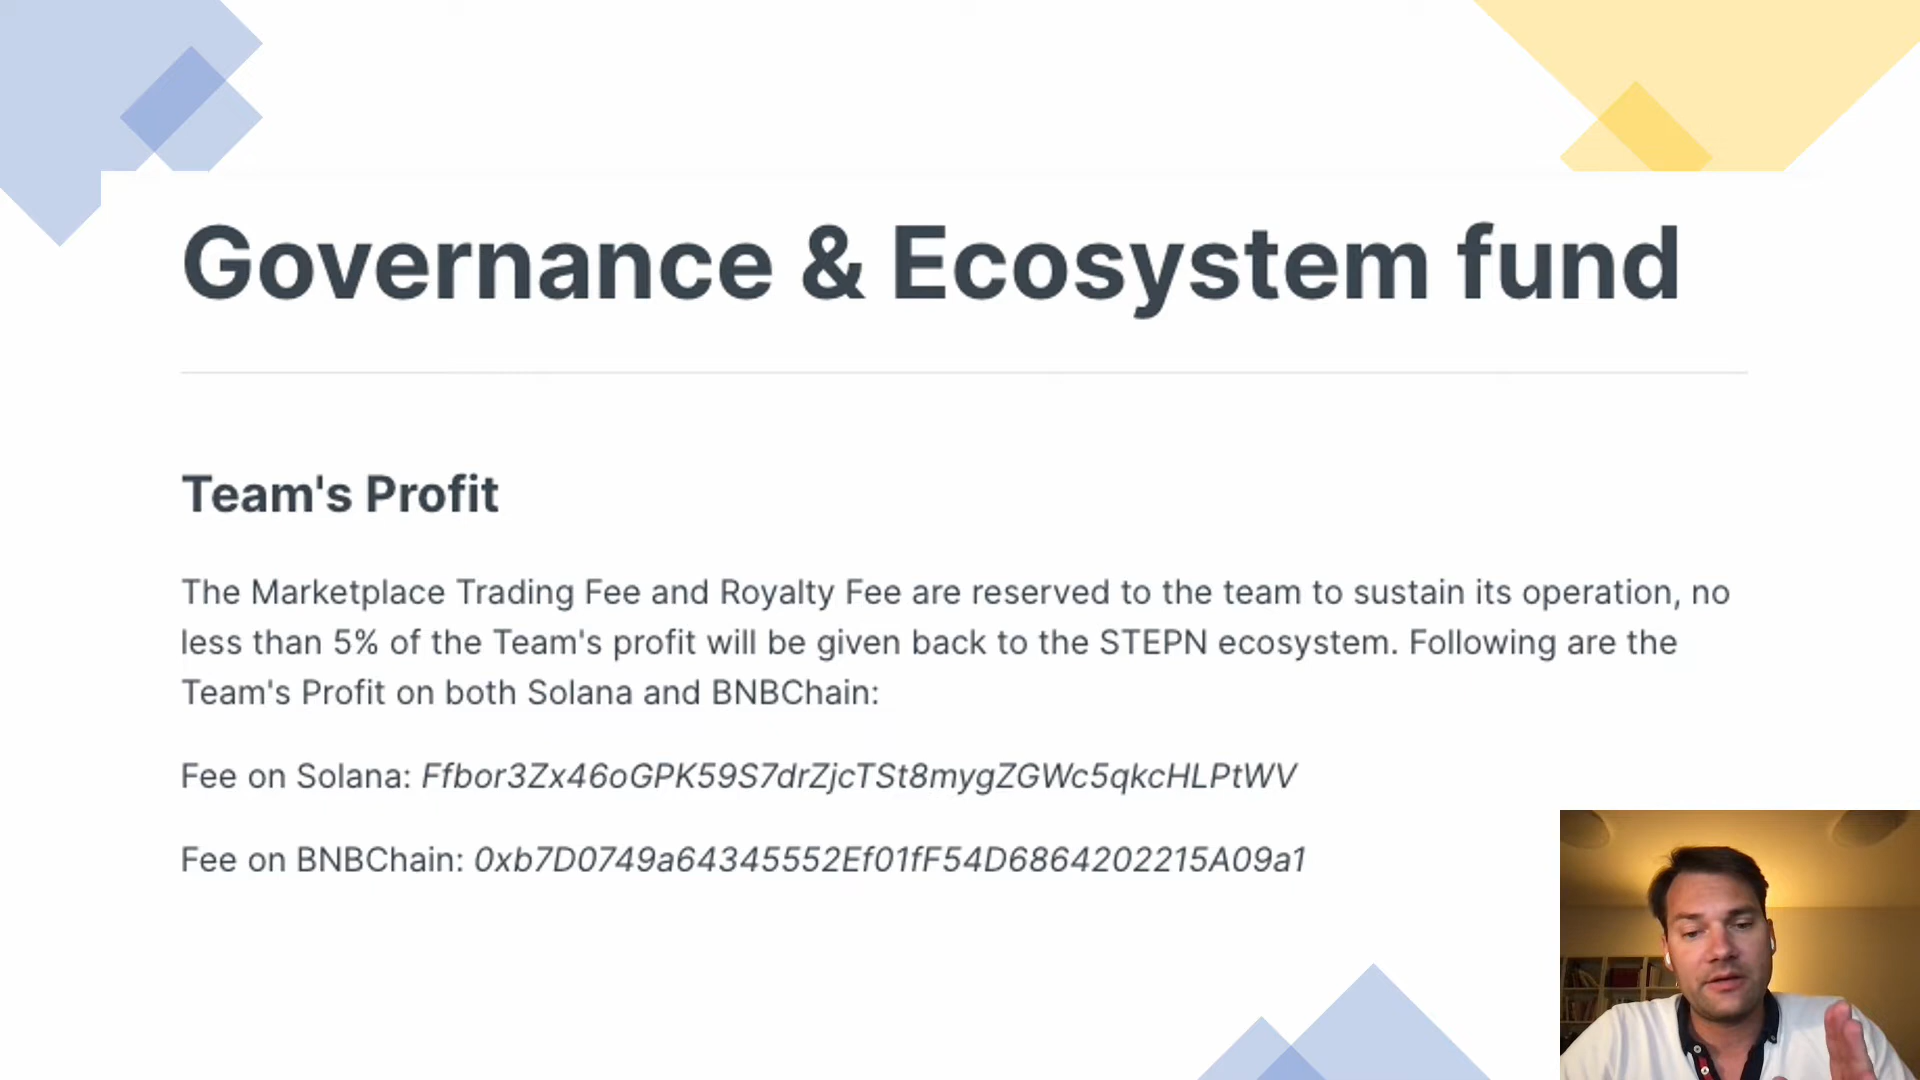 Governance & Ecosystem fund
Team's Profit
The Marketplace Trading Fee and Royalty Fee are reserved to the team to sustain its operation, no
less than 5% of the Team's profit will be given back to the STEPN ecosystem. Following are the
Team's Profit on both Solana and BNBChain:
Fee on Solana: Ffbor3Zx46oGPK59S7drZjcTSt8mygZGWc5qkcHLPtWV
Fee on BNBChain: 0xb7D0749a64345552Ef01fF54D6864202215A09a1